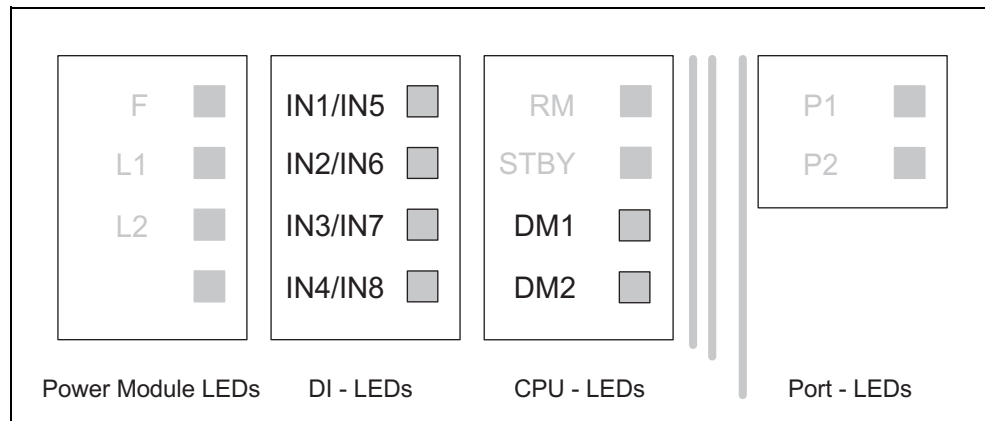 F
L1
L2
IN1/IN5
IN2/IN6
IN3/IN7
IN4/IN8
RM
STBY
DM1
DM2
P1
P2
Power Module LEDs
DI - LEDs
CPU - LEDs
Port - LEDs